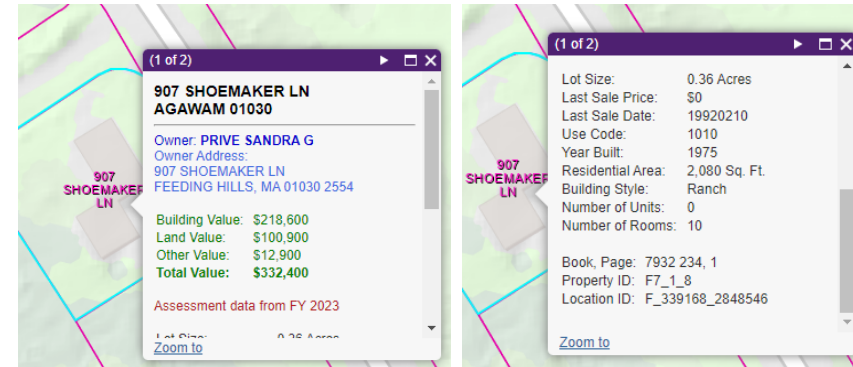 (1 of 2)
907 SHOEMAKER LN
AGAWAM 01030
Owner: PRIVE SANDRA G
Owner Address:
907 SHOEMAKER LN
FEEDING HILLS, MA 01030 2554
Building Value: $218,600
Land Value: $100,900
Other Value: $12,900
Total Value: $332,400
Assessment data from FY 2023
Lot Size: 0.36 Acres
Zoom to
907
SHOEMAKER
LN
(1 of 2)
Lot Size: 0.36 Acres
Last Sale Price: $0
Last Sale Date: 19920210
Use Code: 1010
Year Built: 1975
Residential Area: 2,080 Sq. Ft.
Building Style: Ranch
Number of Units: 0
Number of Rooms: 10
Book, Page: 7932 234, 1
Property ID: F7_1_8
Location ID: F_339168_2848546
Zoom to
907
SHOEMAKER
LN